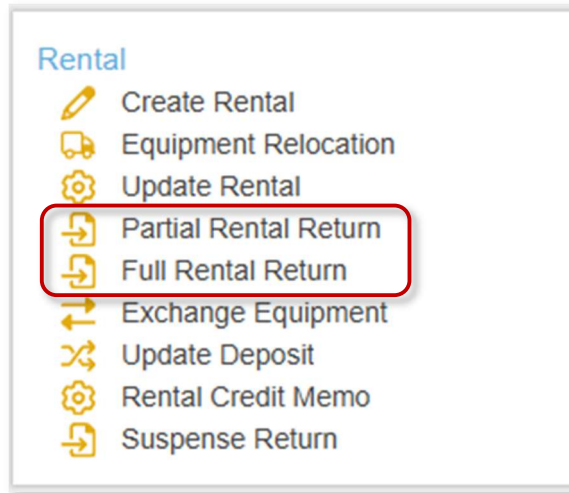 Rental
Create Rental
Equipment Relocation
Update Rental
Partial Rental Return
Full Rental Return
Exchange Equipment
Update Deposit
Rental Credit Memo
Suspense Return